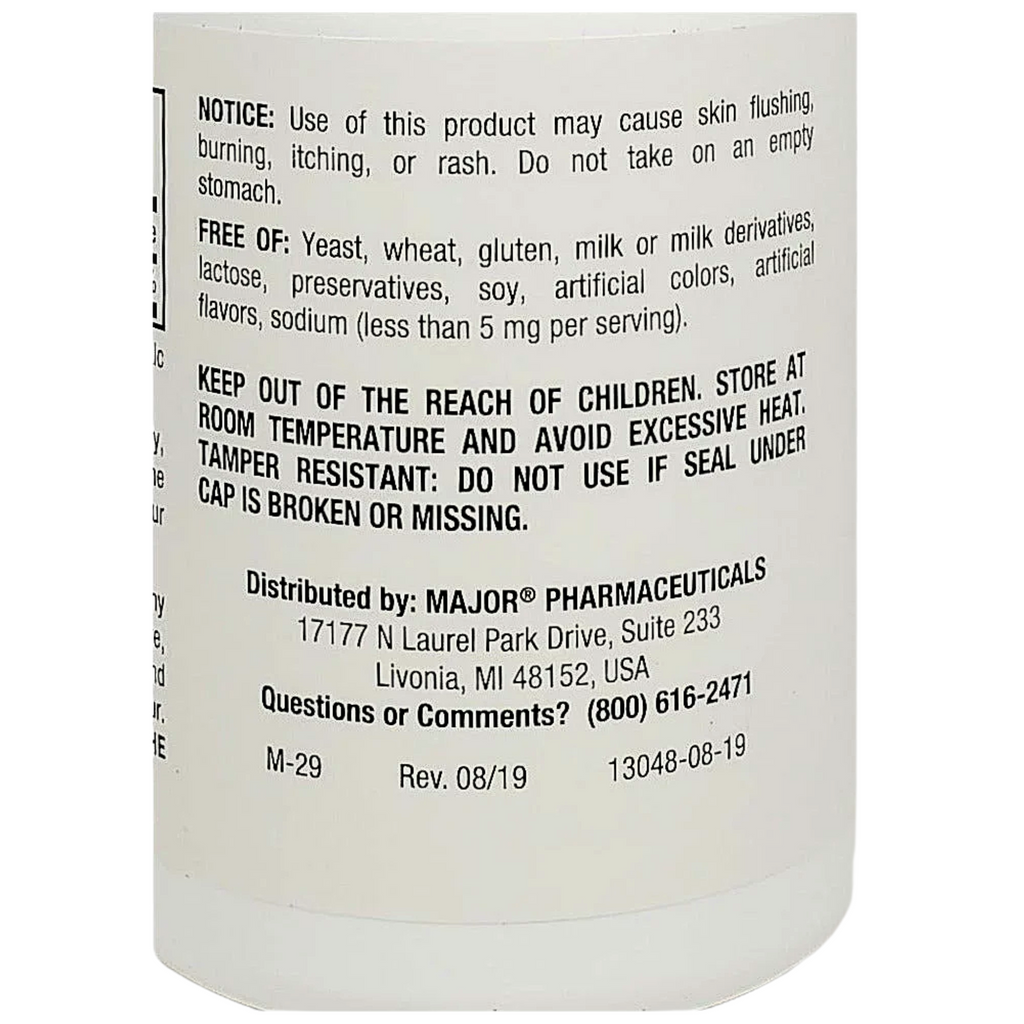 NOTICE: Use of this product may cause skin flushing,
burning, itching, or rash. Do not take on an empty
stomach.
FREE OF: Yeast, wheat, gluten, milk or milk derivatives,
lactose, preservatives, soy, artificial colors, artificial
flavors, sodium (less than 5 mg per serving).
KEEP OUT OF THE REACH OF CHILDREN. STORE AT
ROOM TEMPERATURE AND AVOID EXCESSIVE HEAT.
TAMPER RESISTANT: DO NOT USE IF SEAL UNDER
CAP IS BROKEN OR MISSING.
Distributed by: MAJOR® PHARMACEUTICALS
17177 N Laurel Park Drive, Suite 233
Livonia, MI 48152, USA
Questions or Comments? (800) 616-2471
M-29 Rev. 08/19 13048-08-19